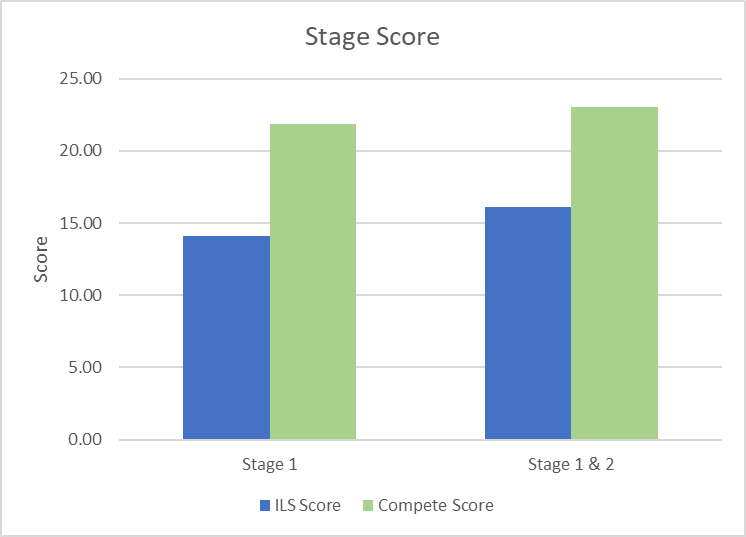 Stage Score
25.00
20.00
15.00
10.00
5.00
0.00
Score
Stage 1
Stage 1 & 2
ILS Score
Compete Score